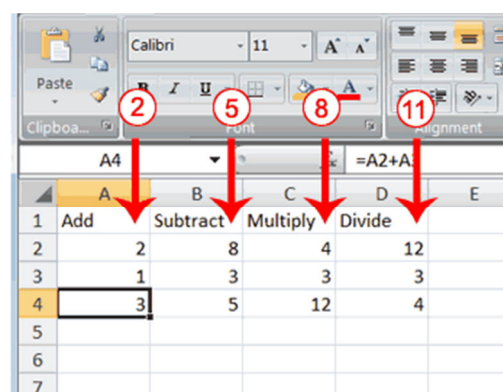 Calibri 11 A A
Paste
B I U A
2 5 8 11
Clipboa... Font Alignment
A4 fx =A2+A3
A B C D E
1 Add Subtract Multiply Divide
2 2 8 4 12
3 1 3 3 3
4 3 5 12 4
5
6
7